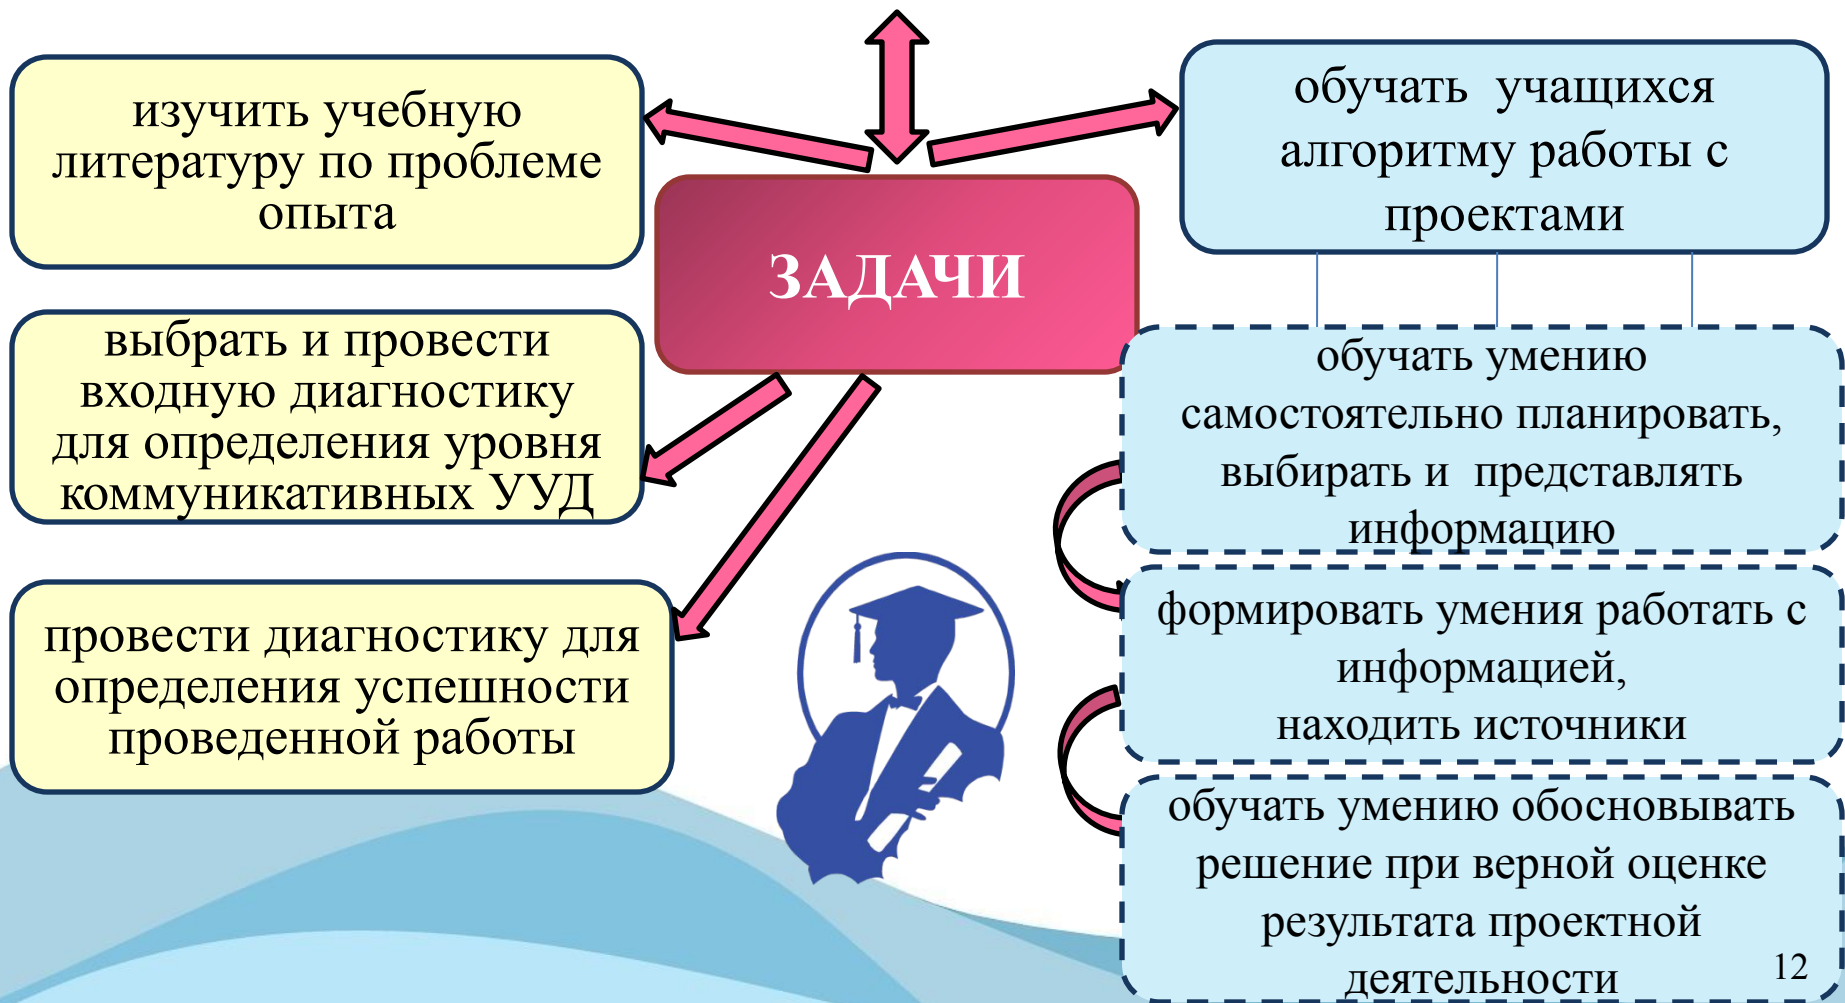 изучить учебную
литературу по проблеме
опыта
выбрать и провести
входную диагностику
для определения уровня
коммуникативных УУД
провести диагностику для
определения успешности
проведенной работы
ЗАДАЧИ
обучать учащихся
алгоритму работы с
проектами
обучать умению
самостоятельно планировать,
выбирать и представлять
информацию
формировать умения работать с
информацией,
находить источники
обучать умению обосновывать
решение при верной оценке
результата проектной
деятельности
12